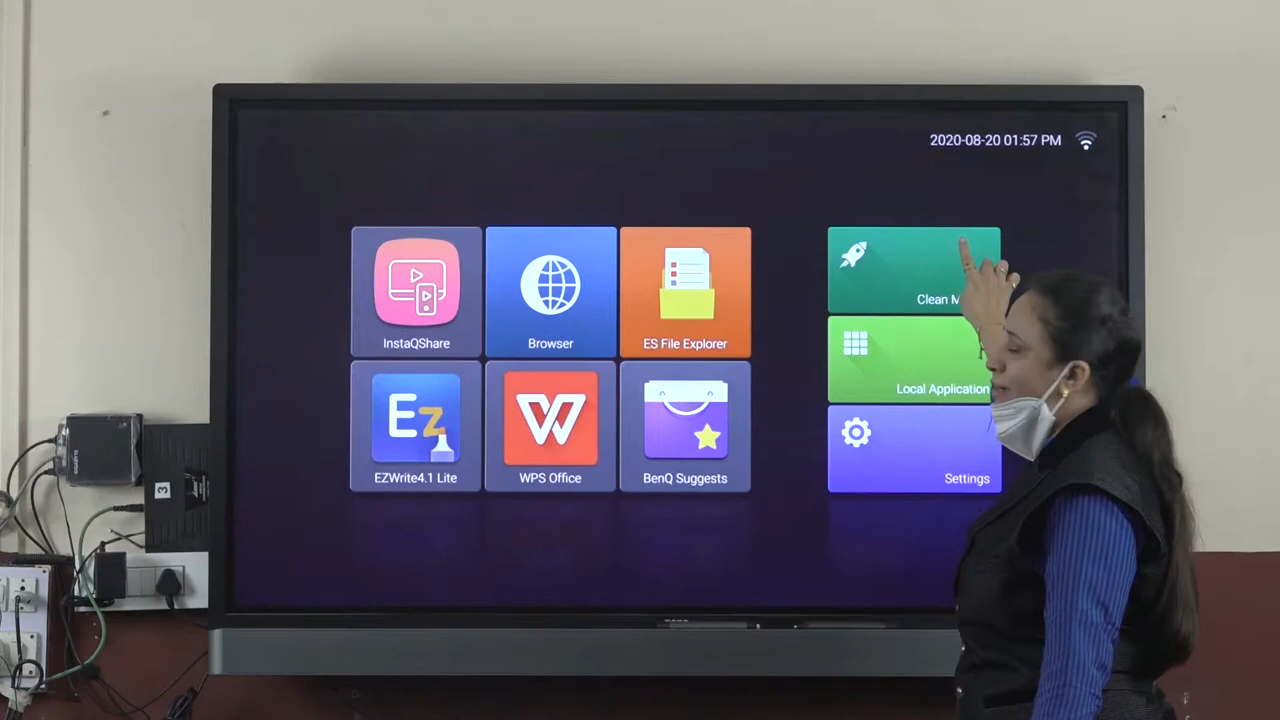 2020-08-20 01:57 PM
InstaQShare
Browser
ES File Explorer
Clean
Local Application
EZ
EZWrite4.1 Lite
WPS Office
BenQ Suggests
Settings
3